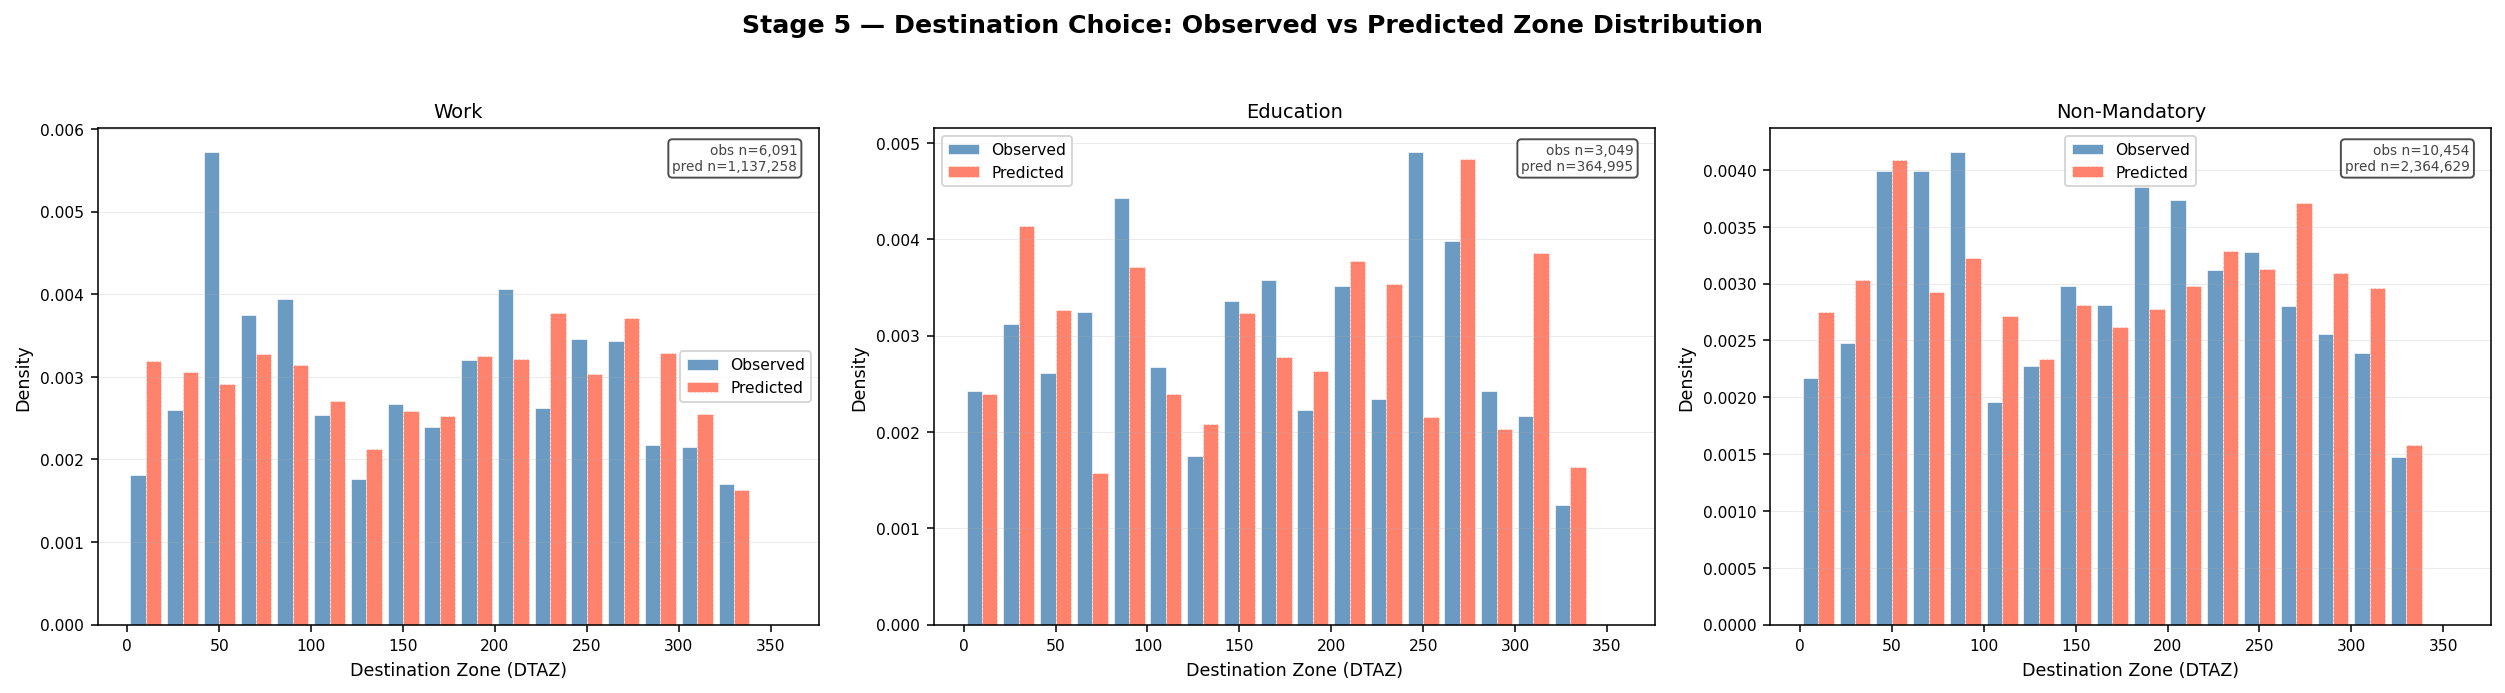 Stage 5 — Destination Choice: Observed vs Predicted Zone Distribution
Work
Density
0.006
0.005
0.004
0.003
0.002
0.001
0.000
obs n=6,091
pred n=1,137,258
Observed
Predicted
0 50 100 150 200 250 300 350
Destination Zone (DTAZ)
Education
Density
0.005
0.004
0.003
0.002
0.001
0.000
Observed
Predicted
obs n=3,049
pred n=364,995
0 50 100 150 200 250 300 350
Destination Zone (DTAZ)
Non-Mandatory
Density
0.0040
0.0035
0.0030
0.0025
0.0020
0.0015
0.0010
0.0005
0.0000
Observed
Predicted
obs n=10,454
pred n=2,364,629
0 50 100 150 200 250 300 350
Destination Zone (DTAZ)